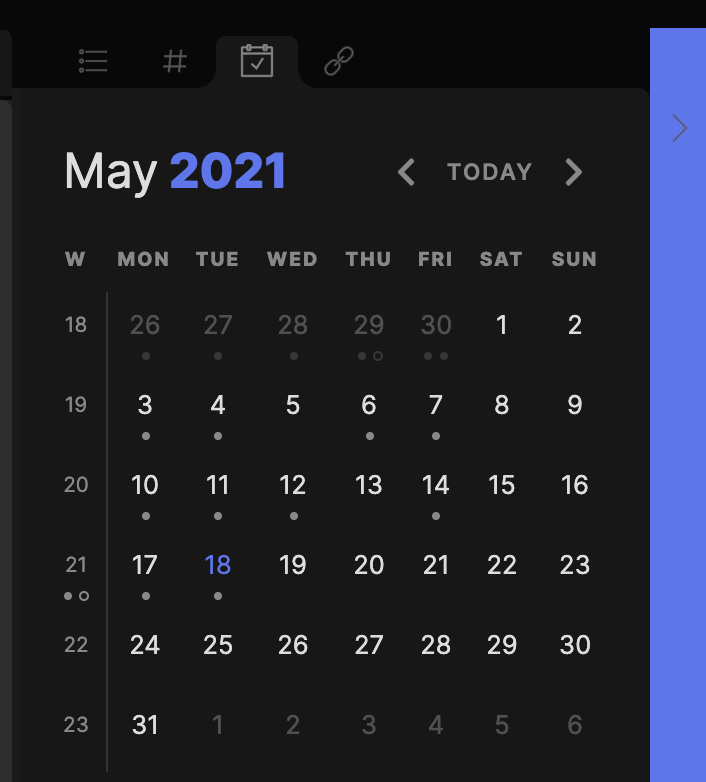 May 2021
TODAY
W MON TUE WED THU FRI SAT SUN
18 26 27 28 29 30 1 2
19 3 4 5 6 7 8 9
20 10 11 12 13 14 15 16
21 17 18 19 20 21 22 23
22 24 25 26 27 28 29 30
23 31 1 2 3 4 5 6